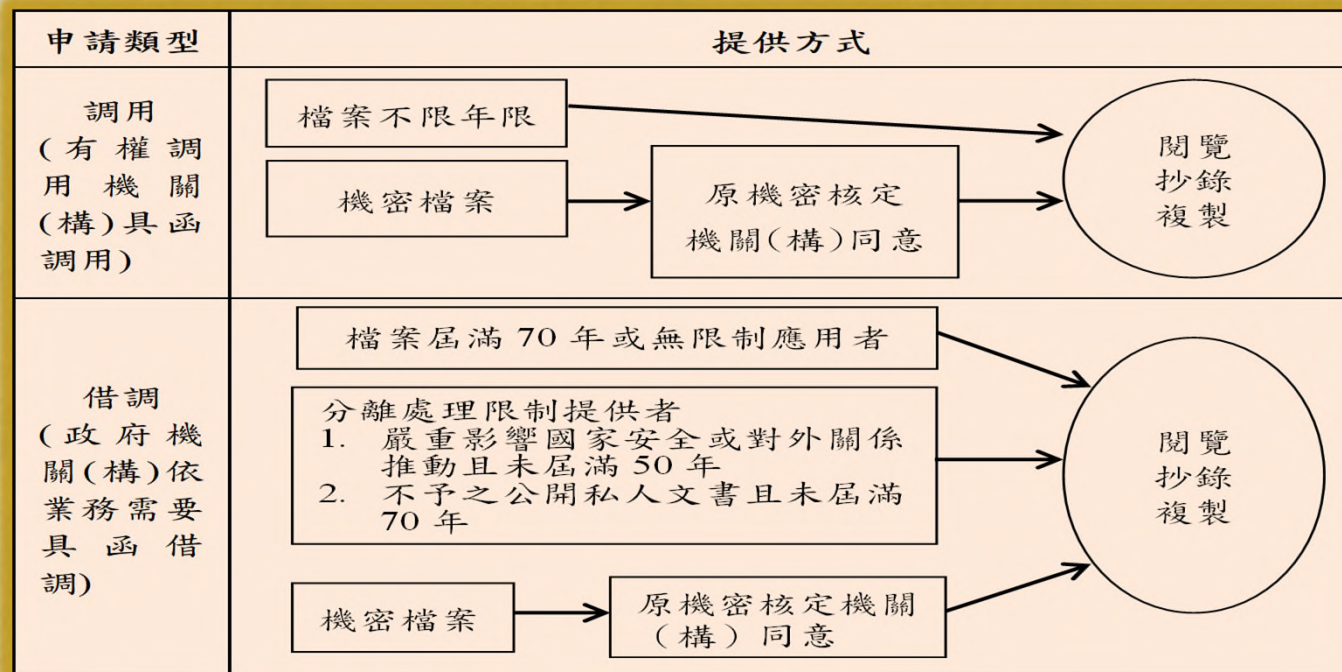 申請類型
提供方式
調用
(有權調
用機關
(構)具函
調用)
檔案不限年限
機密檔案
原機密核定
機關(構)同意
閱覽
抄錄
複製
借調
(政府機
關(構)依
業務需要
具函借
調)
檔案屆滿 70 年或無限制應用者
分離處理限制提供者
1. 嚴重影響國家安全或對外關係
推動且未屆滿 50 年
2. 不予之公開私人文書且未屆滿
70 年
機密檔案
原機密核定機關
(構)同意
閱覽
抄錄
複製